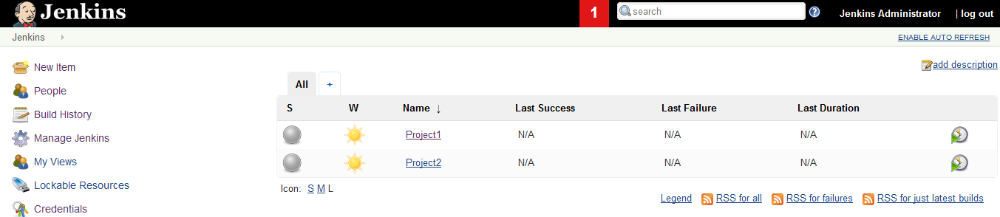 Jenkins
1
search
Jenkins Administrator
| log out
Jenkins
ENABLE AUTO REFRESH
New Item
People
Build History
Manage Jenkins
My Views
Lockable Resources
Credentials
add description
All +
S W Name ↓ Last Success Last Failure Last Duration
Project1 N/A N/A N/A
Project2 N/A N/A N/A
Icon: S M L
Legend RSS for all RSS for failures RSS for just latest builds